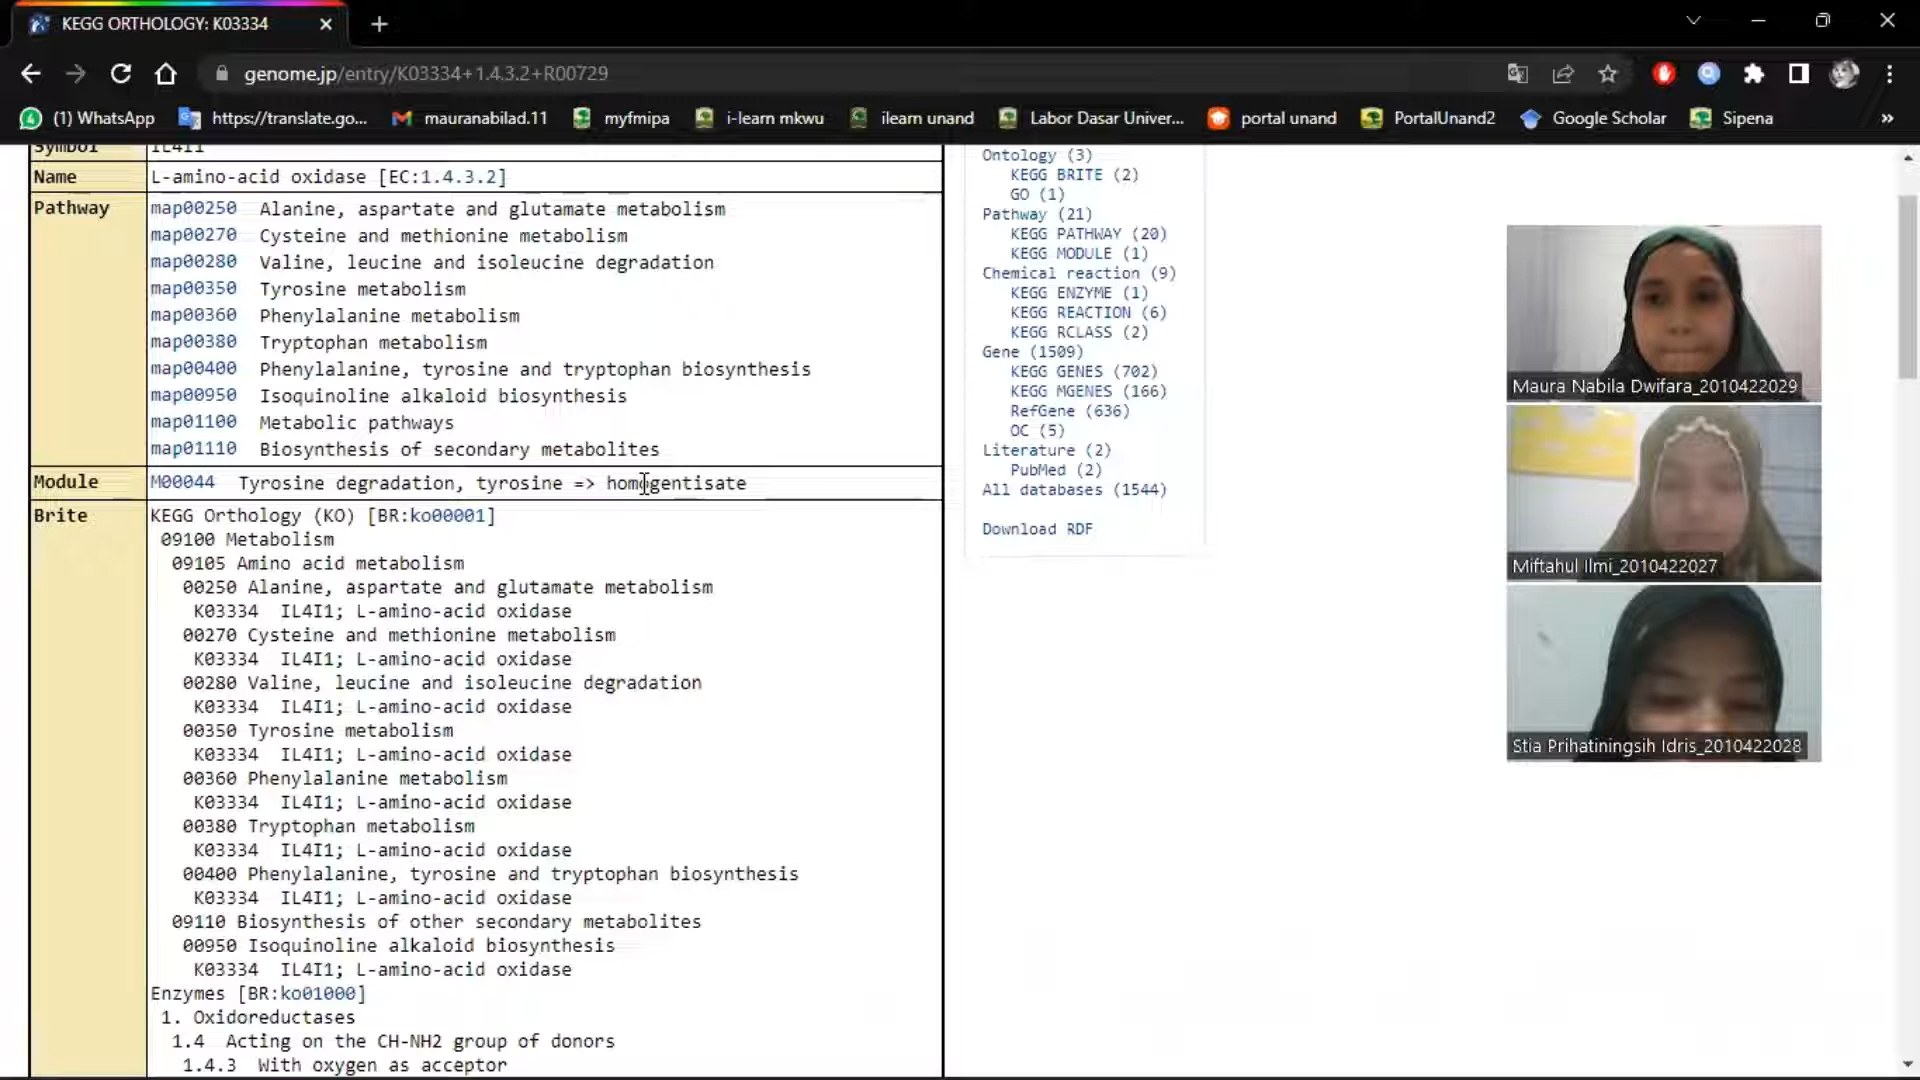 KEGG ORTHOLOGY: K03334
genome.jp/entry/K03334+1.4.3.2+R00729
(1) WhatsApp
https://translate.go...
mauranabilad.11
myfmipa
i-learn mkwu
ilearn unand
Labor Dasar Univer...
portal unand
PortalUnand2
Google Scholar
Sipena
»
Symbol IL4I1
Name L-amino-acid oxidase [EC:1.4.3.2]
Pathway map00250 Alanine, aspartate and glutamate metabolism
map00270 Cysteine and methionine metabolism
map00280 Valine, leucine and isoleucine degradation
map00350 Tyrosine metabolism
map00360 Phenylalanine metabolism
map00380 Tryptophan metabolism
map00400 Phenylalanine, tyrosine and tryptophan biosynthesis
map00950 Isoquinoline alkaloid biosynthesis
map01100 Metabolic pathways
map01110 Biosynthesis of secondary metabolites
Module M00044 Tyrosine degradation, tyrosine => homogentisate
Brite KEGG Orthology (KO) [BR:ko00001]
09100 Metabolism
09105 Amino acid metabolism
00250 Alanine, aspartate and glutamate metabolism
K03334 IL4I1; L-amino-acid oxidase
00270 Cysteine and methionine metabolism
K03334 IL4I1; L-amino-acid oxidase
00280 Valine, leucine and isoleucine degradation
K03334 IL4I1; L-amino-acid oxidase
00350 Tyrosine metabolism
K03334 IL4I1; L-amino-acid oxidase
00360 Phenylalanine metabolism
K03334 IL4I1; L-amino-acid oxidase
00380 Tryptophan metabolism
K03334 IL4I1; L-amino-acid oxidase
00400 Phenylalanine, tyrosine and tryptophan biosynthesis
K03334 IL4I1; L-amino-acid oxidase
09110 Biosynthesis of other secondary metabolites
00950 Isoquinoline alkaloid biosynthesis
K03334 IL4I1; L-amino-acid oxidase
Enzymes [BR:ko01000]
1. Oxidoreductases
1.4 Acting on the CH-NH2 group of donors
1.4.3 With oxygen as acceptor
Ontology (3)
KEGG BRITE (2)
GO (1)
Pathway (21)
KEGG PATHWAY (20)
KEGG MODULE (1)
Chemical reaction (9)
KEGG ENZYME (1)
KEGG REACTION (6)
KEGG RCLASS (2)
Gene (1509)
KEGG GENES (702)
KEGG MGENES (166)
RefGene (636)
OC (5)
Literature (2)
PubMed (2)
All databases (1544)
Download RDF
Maura Nabila Dwifara_2010422029
Miftahul Ilmi_2010422027
Stia Prihatiningsih Idris_2010422028